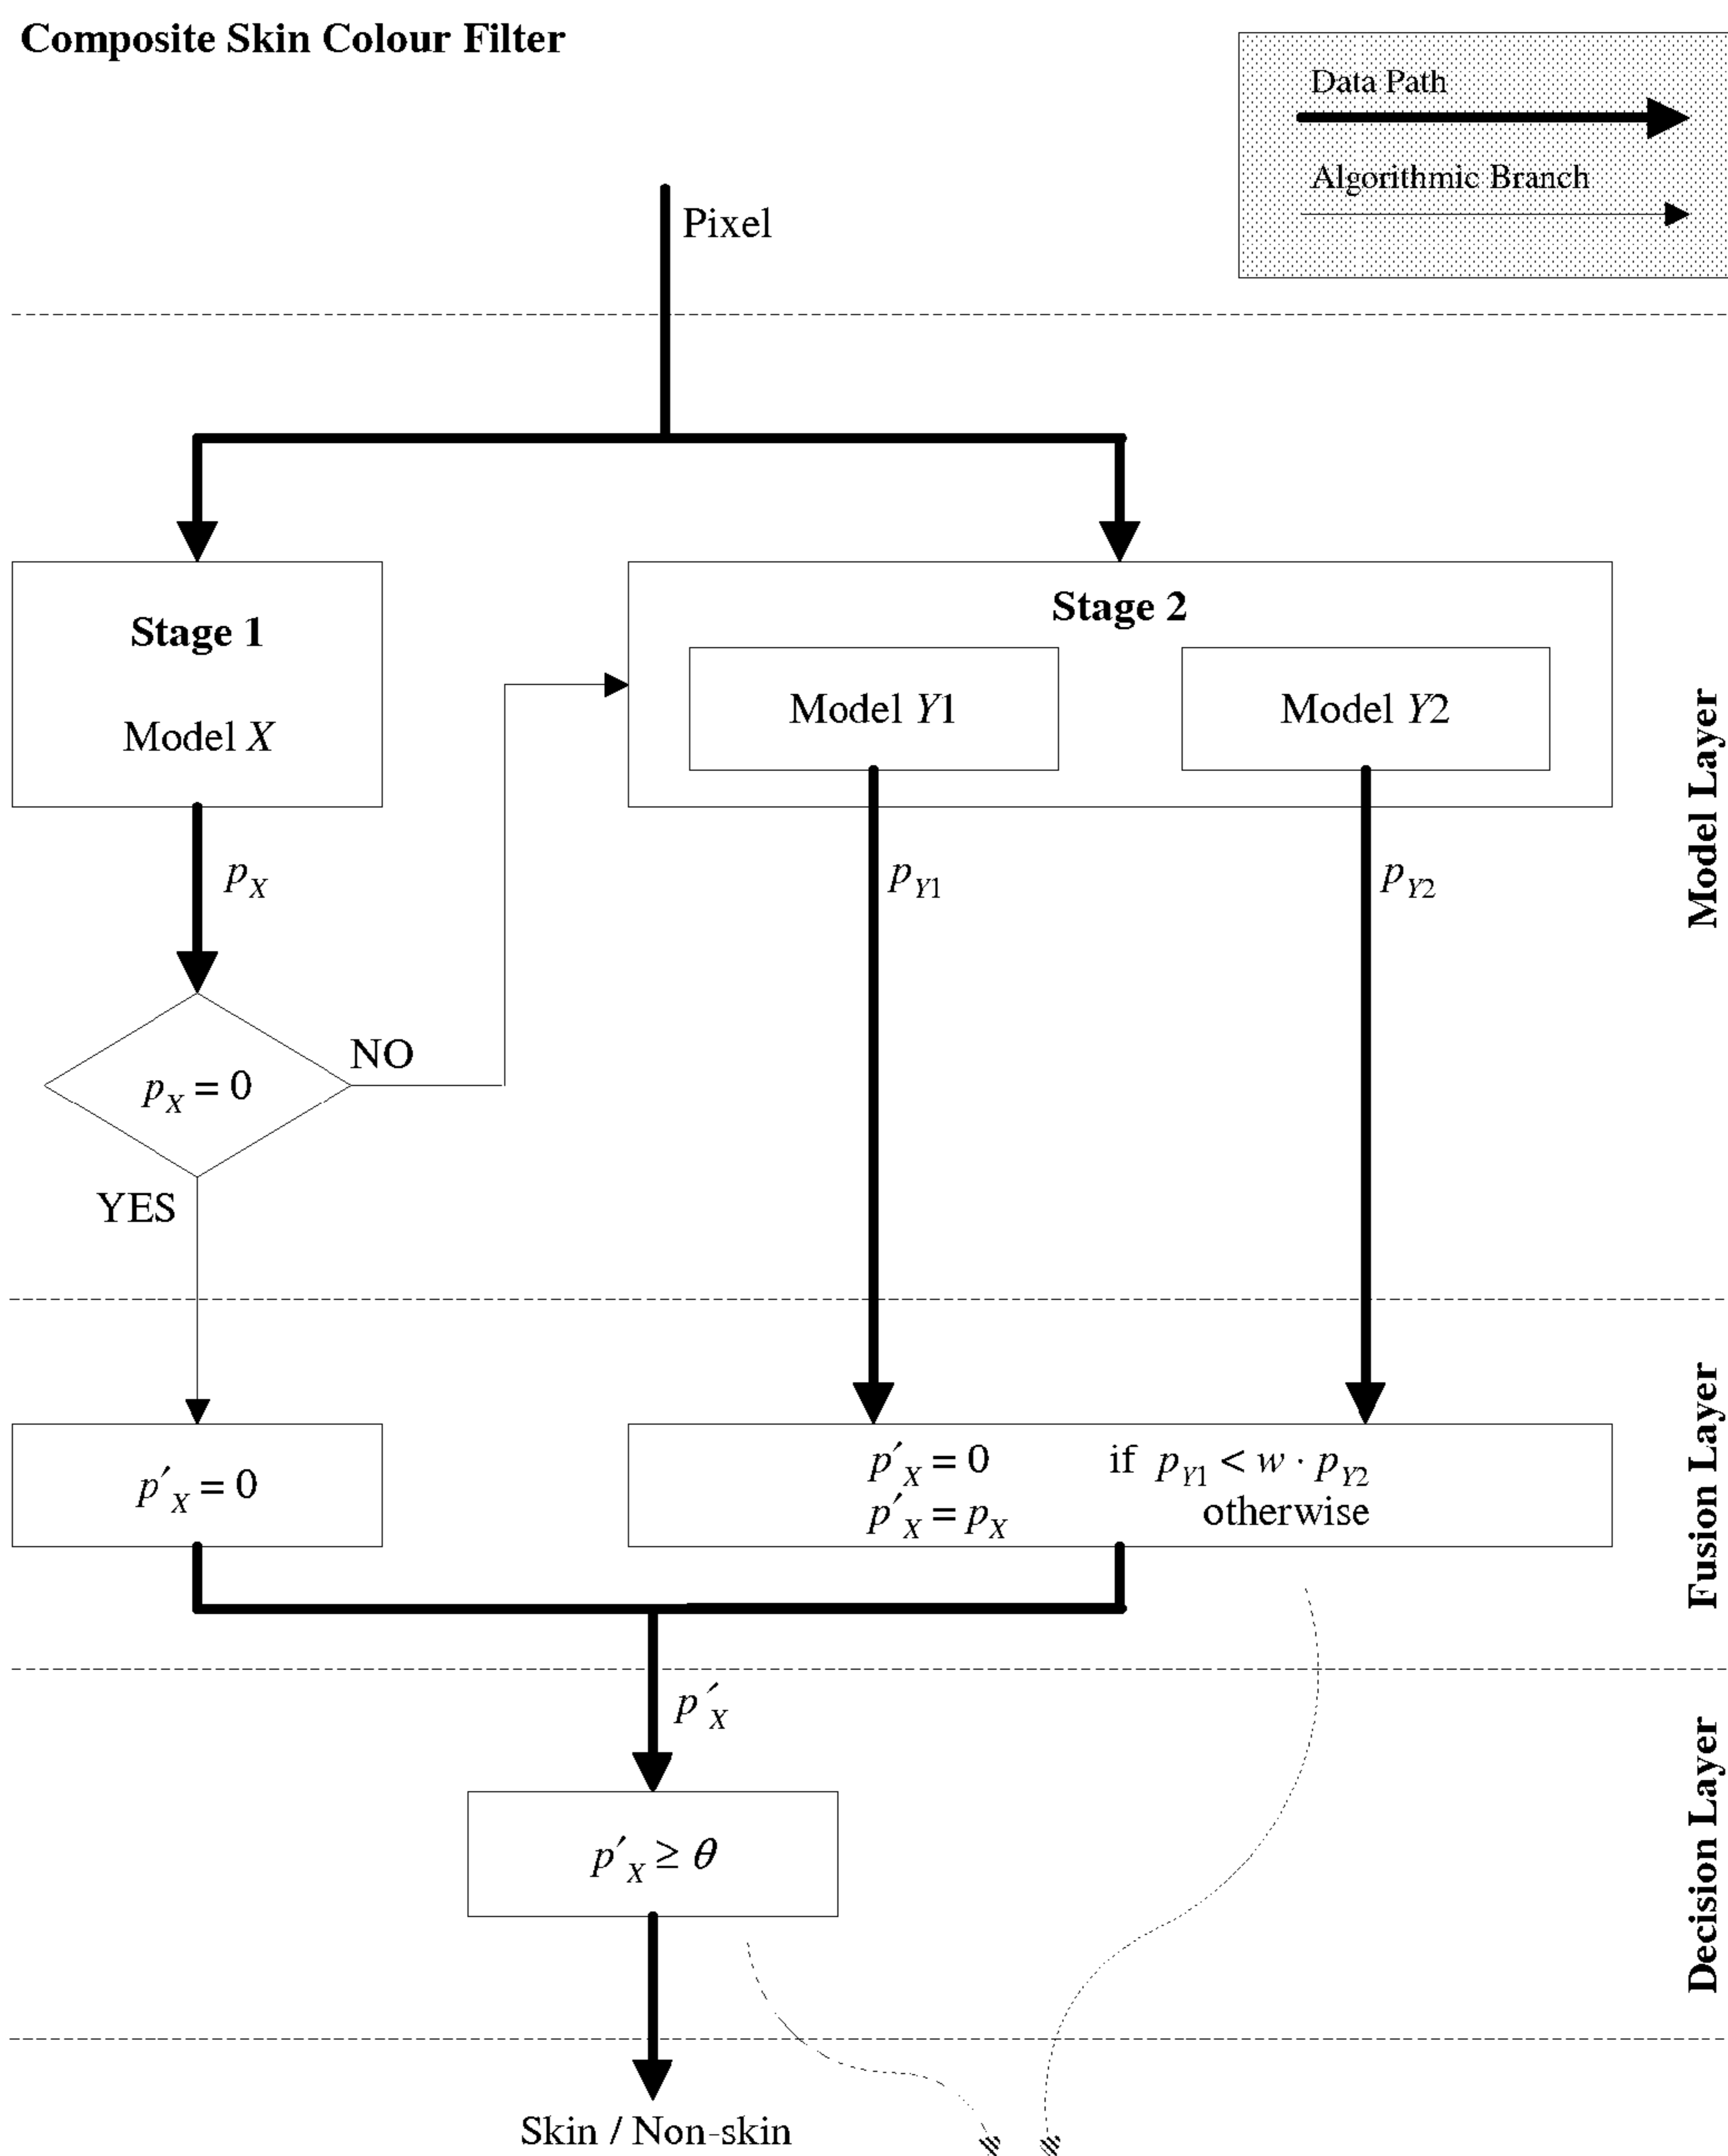 Composite Skin Colour Filter
Data Path
Algorithmic Branch
Pixel
Stage 1
Model X
Stage 2
Model Y1
Model Y2
Model Layer
p_X
p_Y1
p_Y2
p_X = 0
NO
YES
Fusion Layer
p′_X = 0
p′_X = 0 if p_Y1 < w · p_Y2
p′_X = p_X otherwise
Decision Layer
p′_X
p′_X ≥ θ
Skin / Non-skin